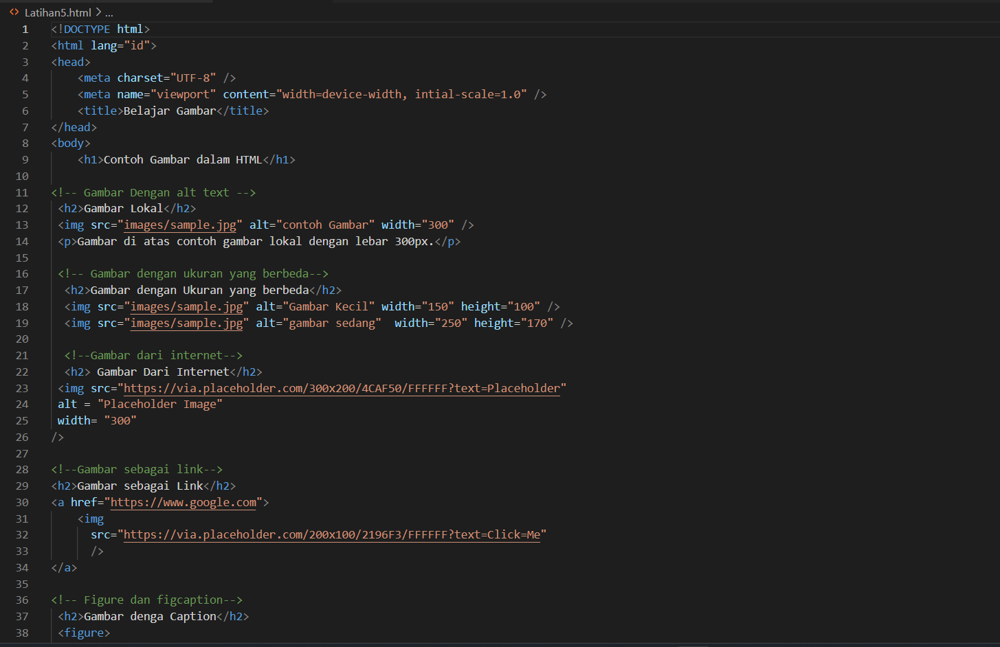 Latihan5.html > ...
1 <!DOCTYPE html>
2 <html lang="id">
3 <head>
4     <meta charset="UTF-8" />
5     <meta name="viewport" content="width=device-width, intial-scale=1.0" />
6     <title>Belajar Gambar</title>
7 </head>
8 <body>
9     <h1>Contoh Gambar dalam HTML</h1>
10
11 <!-- Gambar Dengan alt text -->
12  <h2>Gambar Lokal</h2>
13  <img src="images/sample.jpg" alt="contoh Gambar" width="300" />
14  <p>Gambar di atas contoh gambar lokal dengan lebar 300px.</p>
15
16  <!-- Gambar dengan ukuran yang berbeda-->
17   <h2>Gambar dengan Ukuran yang berbeda</h2>
18   <img src="images/sample.jpg" alt="Gambar Kecil" width="150" height="100" />
19   <img src="images/sample.jpg" alt="gambar sedang"  width="250" height="170" />
20
21   <!--Gambar dari internet-->
22   <h2> Gambar Dari Internet</h2>
23  <img src="https://via.placeholder.com/300x200/4CAF50/FFFFFF?text=Placeholder"
24  alt = "Placeholder Image"
25  width= "300"
26 />
27
28 <!--Gambar sebagai link-->
29 <h2>Gambar sebagai Link</h2>
30 <a href="https://www.google.com">
31     <img
32       src="https://via.placeholder.com/200x100/2196F3/FFFFFF?text=Click=Me"
33       />
34 </a>
35
36 <!-- Figure dan figcaption-->
37  <h2>Gambar denga Caption</h2>
38  <figure>